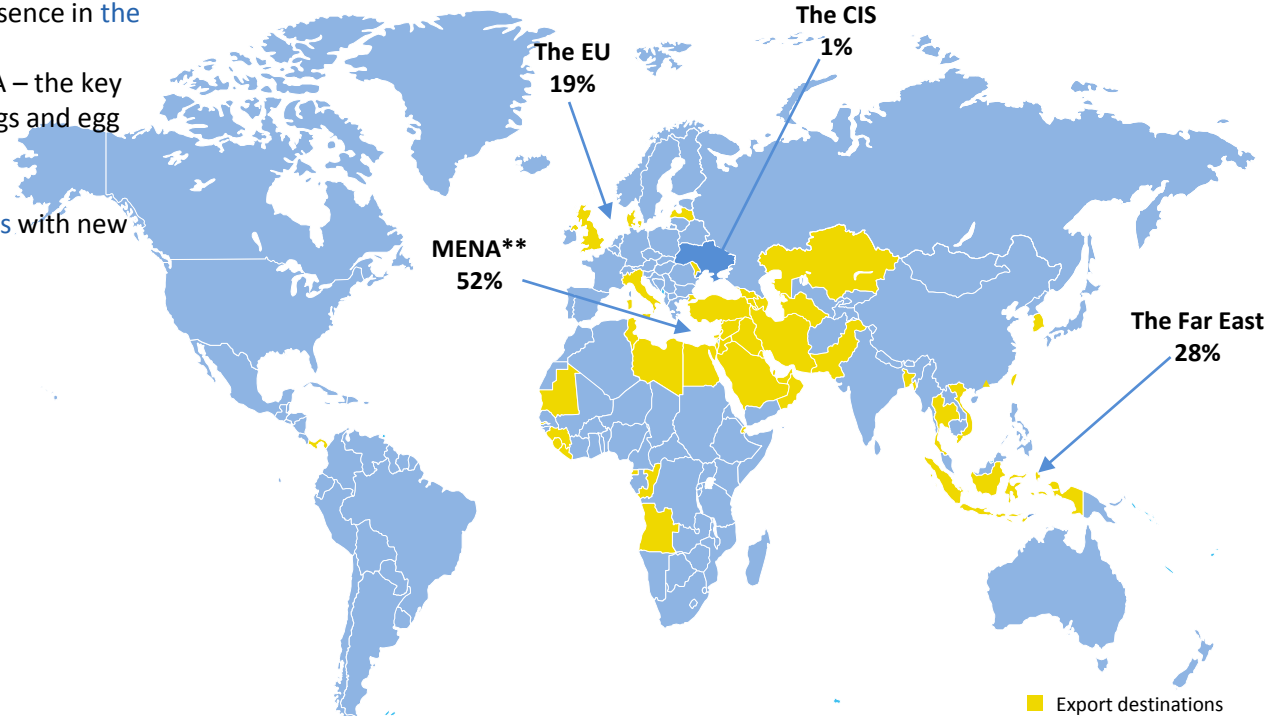 sence in the
A – the key
gs and egg
s with new
The CIS
1%
The EU
19%
MENA**
52%
The Far East
28%
Export destinations